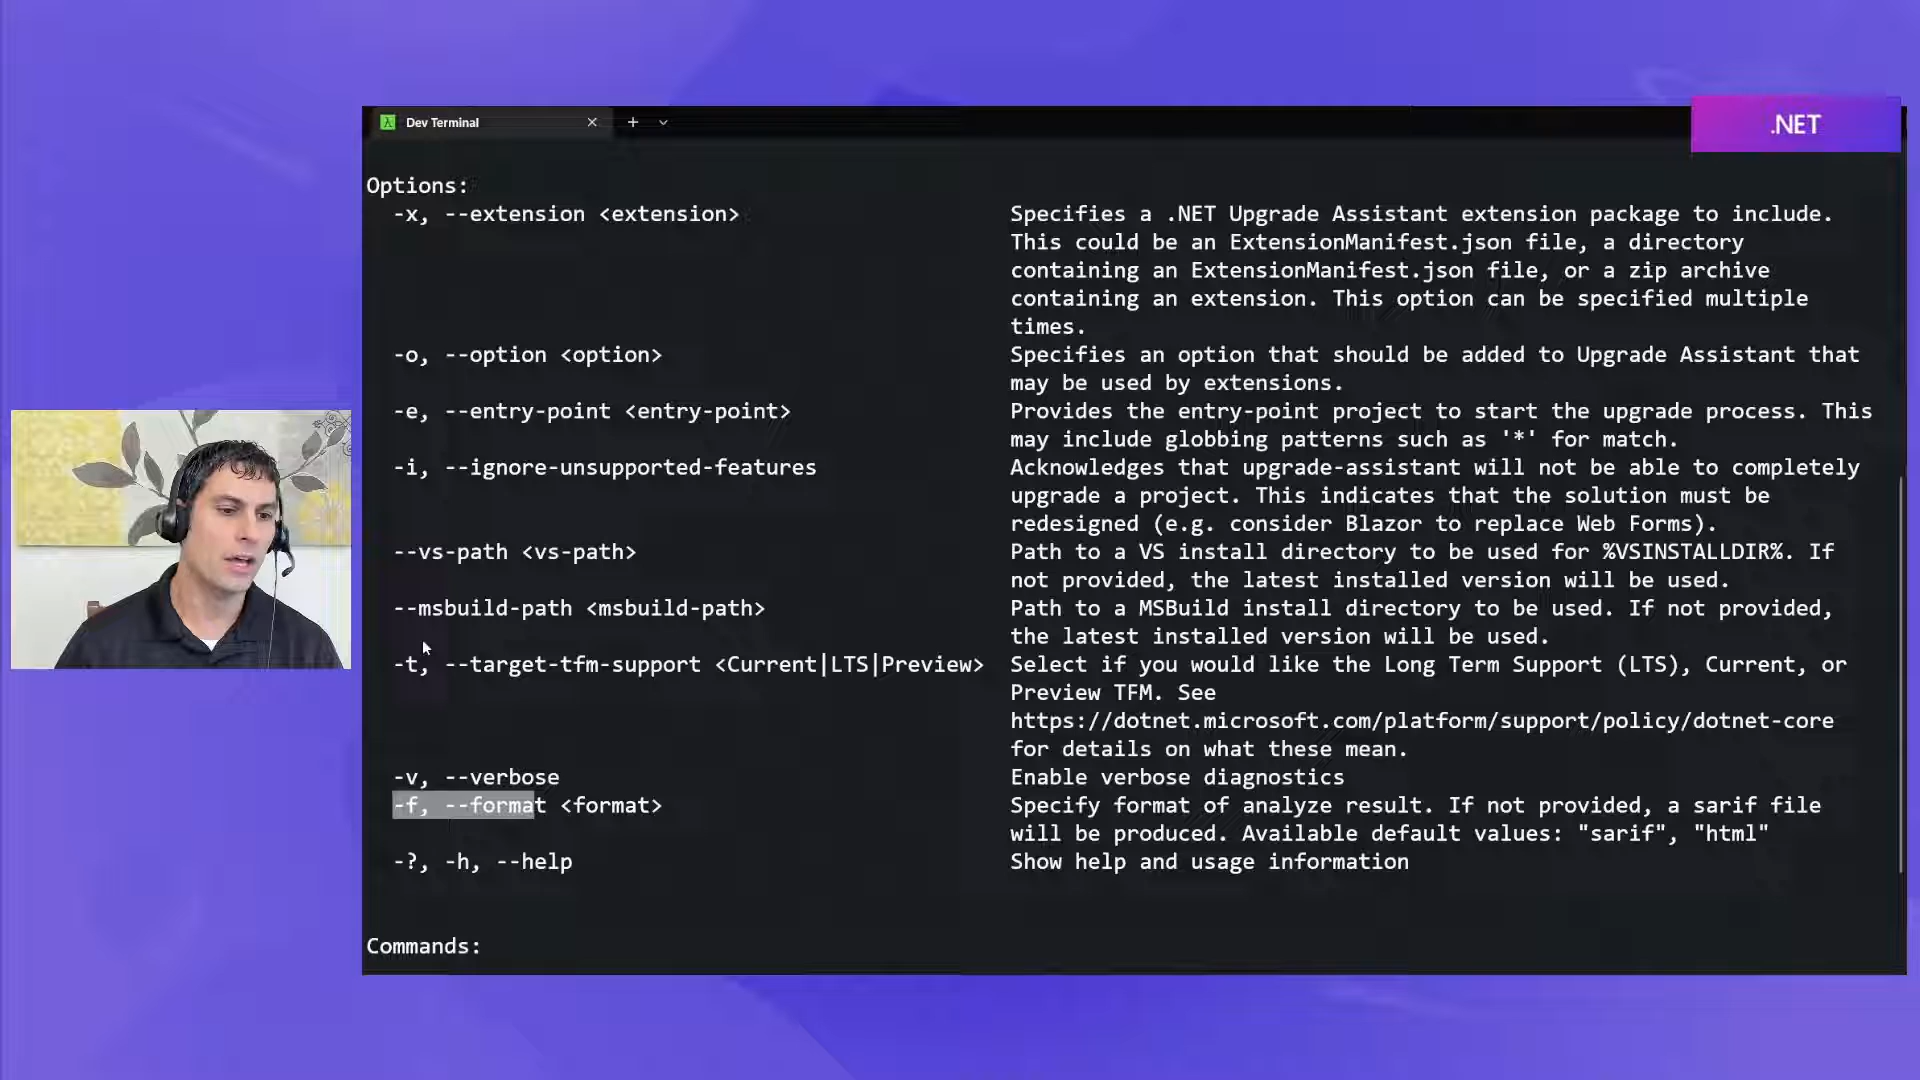 Dev Terminal
.NET
Options:
-x, --extension <extension> Specifies a .NET Upgrade Assistant extension package to include.
This could be an ExtensionManifest.json file, a directory
containing an ExtensionManifest.json file, or a zip archive
containing an extension. This option can be specified multiple
times.
-o, --option <option> Specifies an option that should be added to Upgrade Assistant that
may be used by extensions.
-e, --entry-point <entry-point> Provides the entry-point project to start the upgrade process. This
may include globbing patterns such as '*' for match.
-i, --ignore-unsupported-features Acknowledges that upgrade-assistant will not be able to completely
upgrade a project. This indicates that the solution must be
redesigned (e.g. consider Blazor to replace Web Forms).
--vs-path <vs-path> Path to a VS install directory to be used for %VSINSTALLDIR%. If
not provided, the latest installed version will be used.
--msbuild-path <msbuild-path> Path to a MSBuild install directory to be used. If not provided,
the latest installed version will be used.
-t, --target-tfm-support <Current|LTS|Preview> Select if you would like the Long Term Support (LTS), Current, or
Preview TFM. See
https://dotnet.microsoft.com/platform/support/policy/dotnet-core
for details on what these mean.
-v, --verbose Enable verbose diagnostics
-f, --format <format> Specify format of analyze result. If not provided, a sarif file
will be produced. Available default values: "sarif", "html"
-?, -h, --help Show help and usage information
Commands: